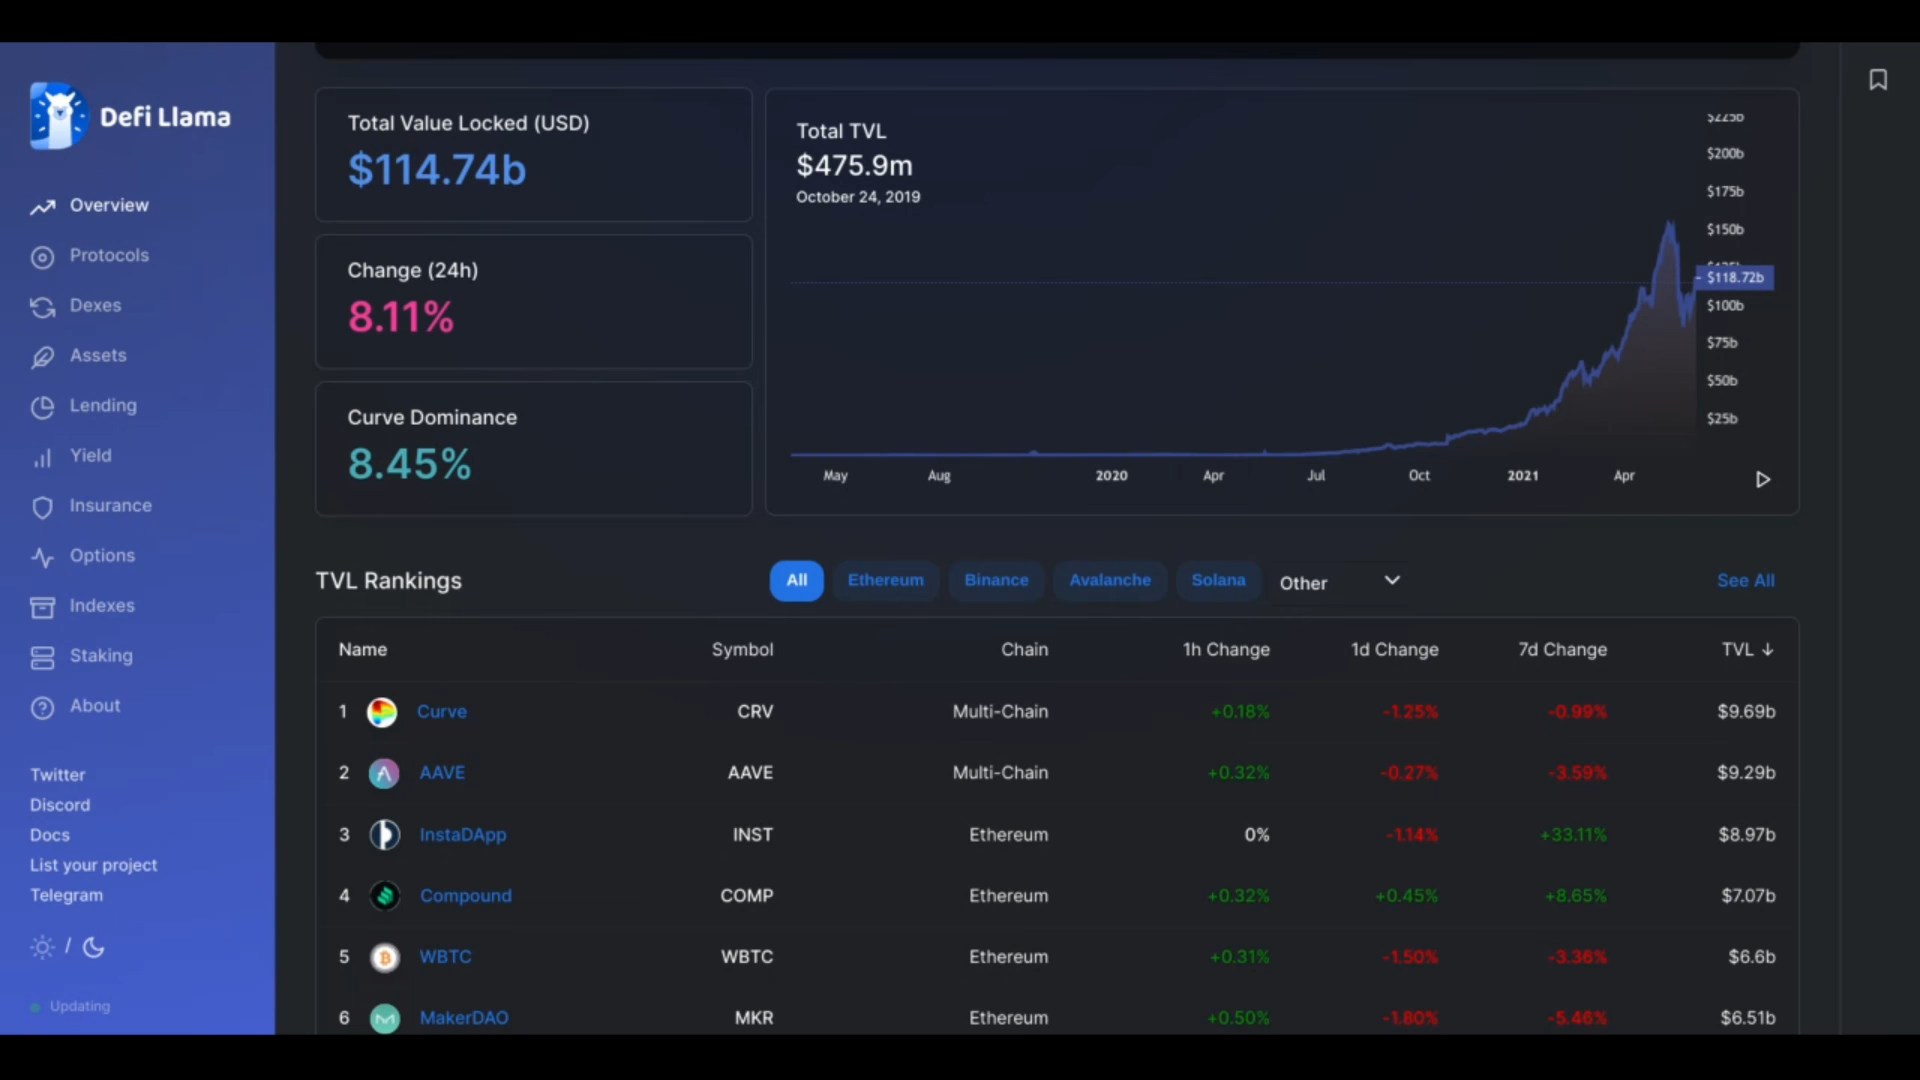 Defi Llama
Overview
Protocols
Dexes
Assets
Lending
Yield
Insurance
Options
Indexes
Staking
About
Twitter
Discord
Docs
List your project
Telegram
/
Updating
Total Value Locked (USD)
$114.74b
Change (24h)
8.11%
Curve Dominance
8.45%
Total TVL
$475.9m
October 24, 2019
$225b
$200b
$175b
$150b
$118.72b
$100b
$75b
$50b
$25b
May Aug 2020 Apr Jul Oct 2021 Apr
TVL Rankings
All Ethereum Binance Avalanche Solana Other See All
Name Symbol Chain 1h Change 1d Change 7d Change TVL ↓
1 Curve CRV Multi-Chain +0.18% -1.25% -0.99% $9.69b
2 AAVE AAVE Multi-Chain +0.32% -0.27% -3.59% $9.29b
3 InstaDApp INST Ethereum 0% -1.14% +33.11% $8.97b
4 Compound COMP Ethereum +0.32% +0.45% +8.65% $7.07b
5 WBTC WBTC Ethereum +0.31% -1.50% -3.36% $6.6b
6 MakerDAO MKR Ethereum +0.50% -1.80% -5.46% $6.51b